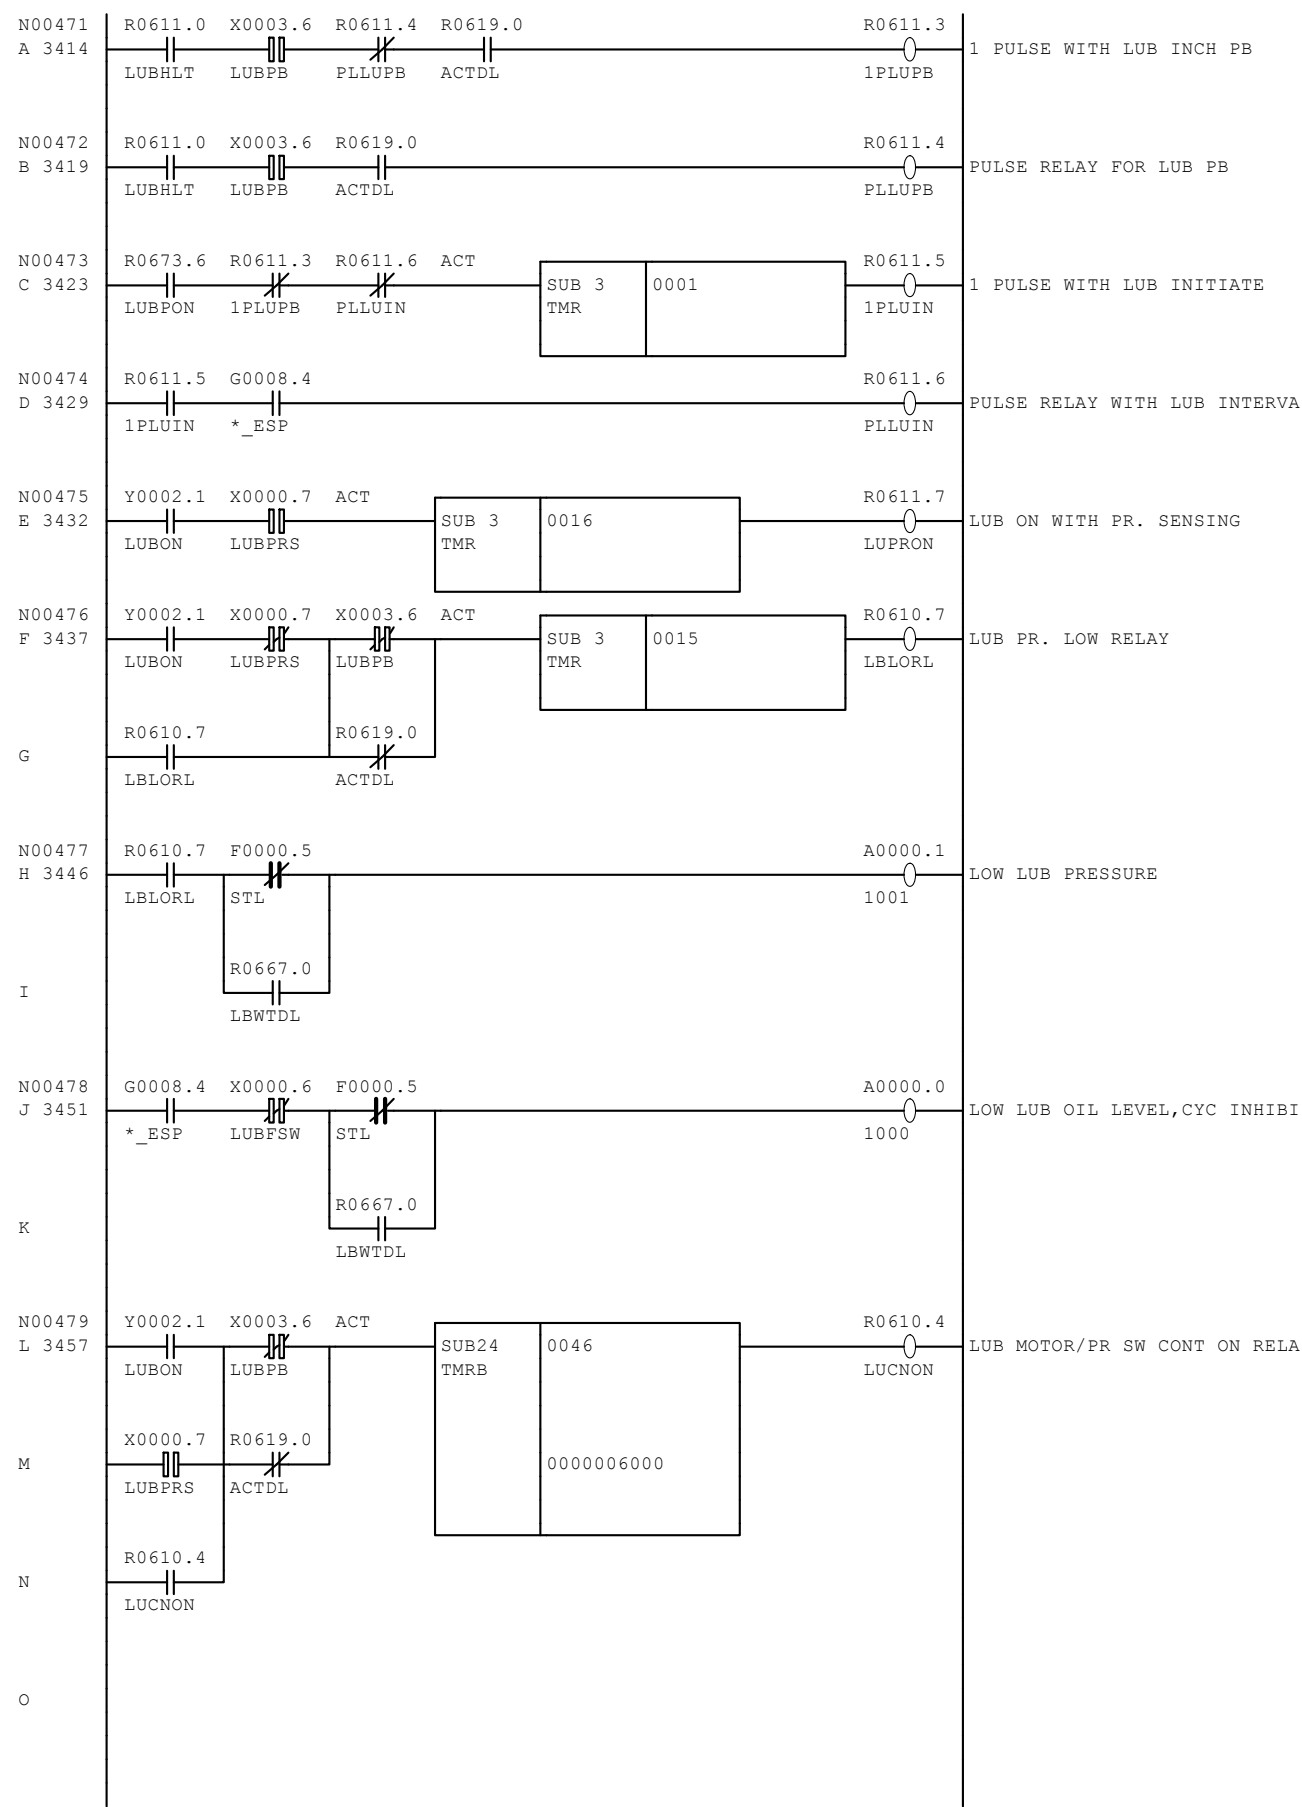 N00471 R0611.0 X0003.6 R0611.4 R0619.0 R0611.3
A 3414 1 PULSE WITH LUB INCH PB
LUBHLT LUBPB PLLUPB ACTDL 1PLUPB
N00472 R0611.0 X0003.6 R0619.0 R0611.4
B 3419 PULSE RELAY FOR LUB PB
LUBHLT LUBPB ACTDL PLLUPB
N00473 R0673.6 R0611.3 R0611.6 ACT R0611.5
C 3423 SUB 3 0001 1 PULSE WITH LUB INITIATE
LUBPON 1PLUPB PLLUIN TMR 1PLUIN
N00474 R0611.5 G0008.4 R0611.6
D 3429 PULSE RELAY WITH LUB INTERVA
1PLUIN *_ESP PLLUIN
N00475 Y0002.1 X0000.7 ACT R0611.7
E 3432 SUB 3 0016 LUB ON WITH PR. SENSING
LUBON LUBPRS TMR LUPRON
N00476 Y0002.1 X0000.7 X0003.6 ACT R0610.7
F 3437 SUB 3 0015 LUB PR. LOW RELAY
LUBON LUBPRS LUBPB TMR LBLORL
R0610.7 R0619.0
G
LBLORL ACTDL
N00477 R0610.7 F0000.5 A0000.1
H 3446 LOW LUB PRESSURE
LBLORL STL 1001
R0667.0
I
LBWTDL
N00478 G0008.4 X0000.6 F0000.5 A0000.0
J 3451 LOW LUB OIL LEVEL,CYC INHIBI
*_ESP LUBFSW STL 1000
R0667.0
K
LBWTDL
N00479 Y0002.1 X0003.6 ACT R0610.4
L 3457 SUB24 0046 LUB MOTOR/PR SW CONT ON RELA
LUBON LUBPB TMRB LUCNON
X0000.7 R0619.0
M 0000006000
LUBPRS ACTDL
R0610.4
N
LUCNON
O